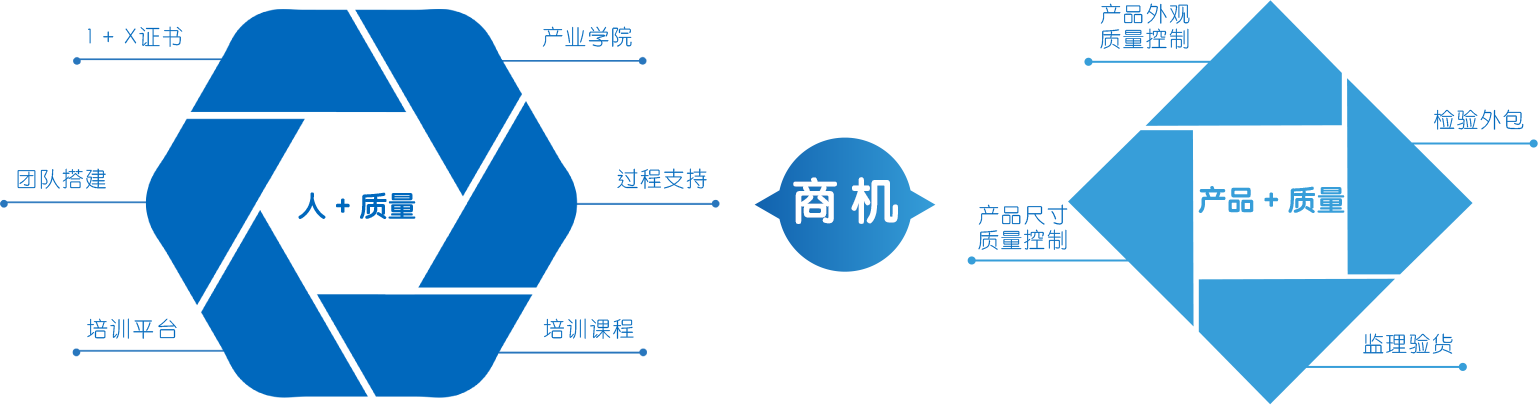 1 + X证书
产业学院
团队搭建
人 + 质量
过程支持
培训平台
培训课程
商 机
产品外观
质量控制
检验外包
产品 + 质量
产品尺寸
质量控制
监理验货